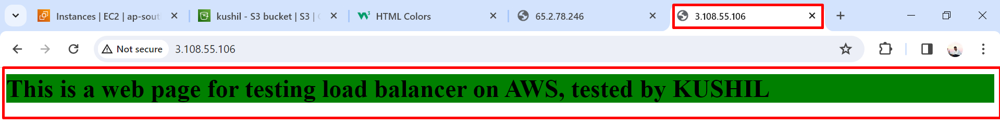 Instances | EC2 | ap-sout
kushil - S3 bucket | S3 |
HTML Colors
65.2.78.246
3.108.55.106
Not secure
3.108.55.106
This is a web page for testing load balancer on AWS, tested by KUSHIL